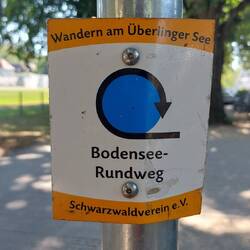 Wandern am Überlinger See
Bodensee-
Rundweg
Schwarzwaldverein e.V.